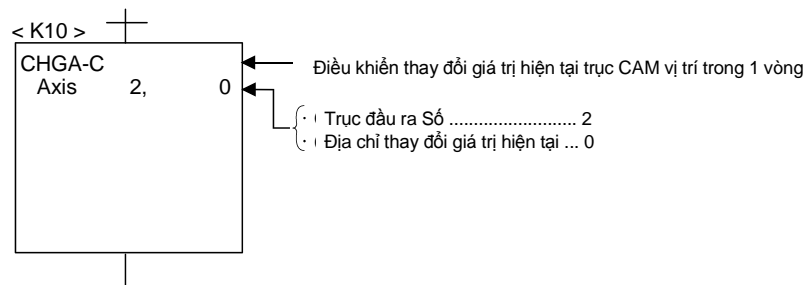 < K10 >
CHGA-C
Axis 2, 0
Điều khiển thay đổi giá trị hiện tại trục CAM vị trí trong 1 vòng
· ( Trục đầu ra Số .......................... 2
· ( Địa chỉ thay đổi giá trị hiện tại ... 0